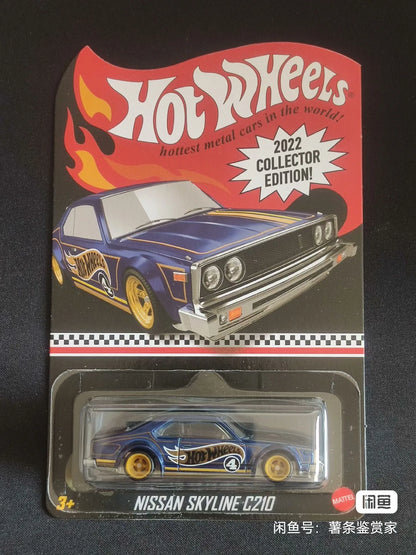 HOT WHEELS®
hottest metal cars in the world!
2022
COLLECTOR
EDITION!
HOT WHEELS
HOT WHEELS
4
3+
NISSAN SKYLINE C210
MATTEL
闲鱼
闲鱼号：薯条鉴赏家